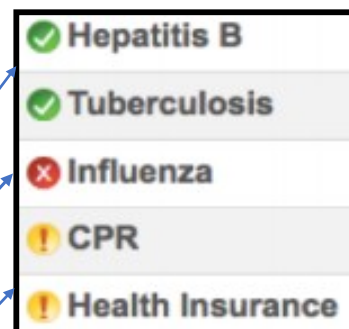 Hepatitis B
Tuberculosis
Influenza
CPR
Health Insurance